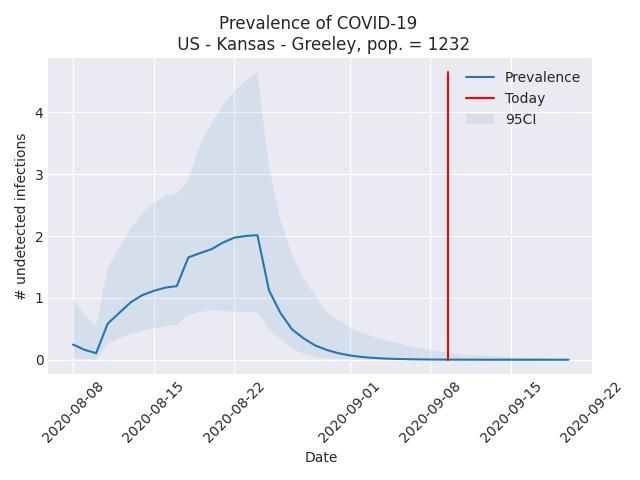 Prevalence of COVID-19
US - Kansas - Greeley, pop. = 1232
Prevalence
Today
95CI
# undetected infections
4
3
2
1
0
2020-08-08
2020-08-15
2020-08-22
2020-09-01
2020-09-08
2020-09-15
2020-09-22
Date